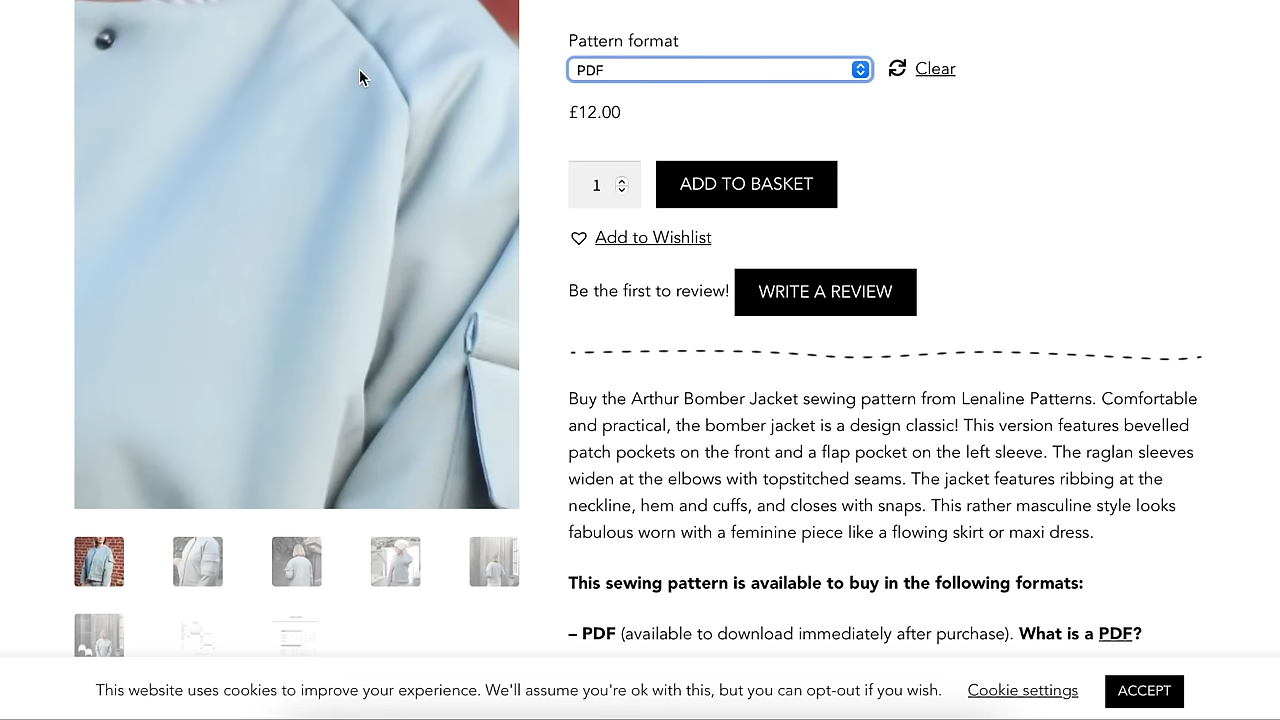 Pattern format
PDF
Clear
£12.00
1
ADD TO BASKET
Add to Wishlist
Be the first to review!
WRITE A REVIEW
Buy the Arthur Bomber Jacket sewing pattern from Lenaline Patterns. Comfortable
and practical, the bomber jacket is a design classic! This version features bevelled
patch pockets on the front and a flap pocket on the left sleeve. The raglan sleeves
widen at the elbows with topstitched seams. The jacket features ribbing at the
neckline, hem and cuffs, and closes with snaps. This rather masculine style looks
fabulous worn with a feminine piece like a flowing skirt or maxi dress.
This sewing pattern is available to buy in the following formats:
– PDF (available to download immediately after purchase). What is a PDF?
This website uses cookies to improve your experience. We'll assume you're ok with this, but you can opt-out if you wish.
Cookie settings
ACCEPT